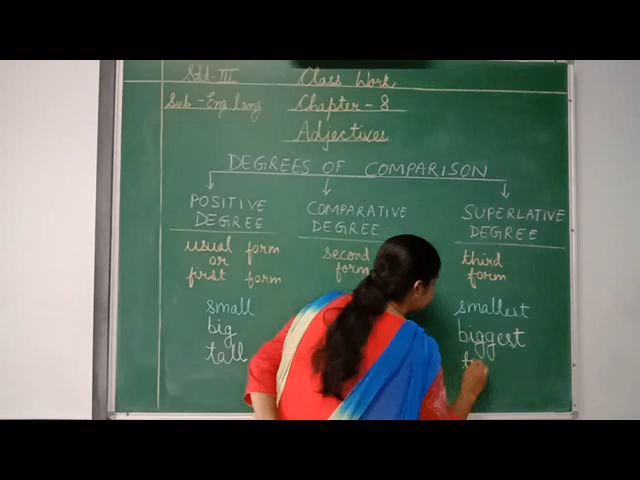 Std-III Class Work
Sub-Eng lang Chapter-8
Adjectives
DEGREES OF COMPARISON
POSITIVE DEGREE
usual form
or
first form
small
big
tall
COMPARATIVE DEGREE
second form
SUPERLATIVE DEGREE
third form
smallest
biggest
t